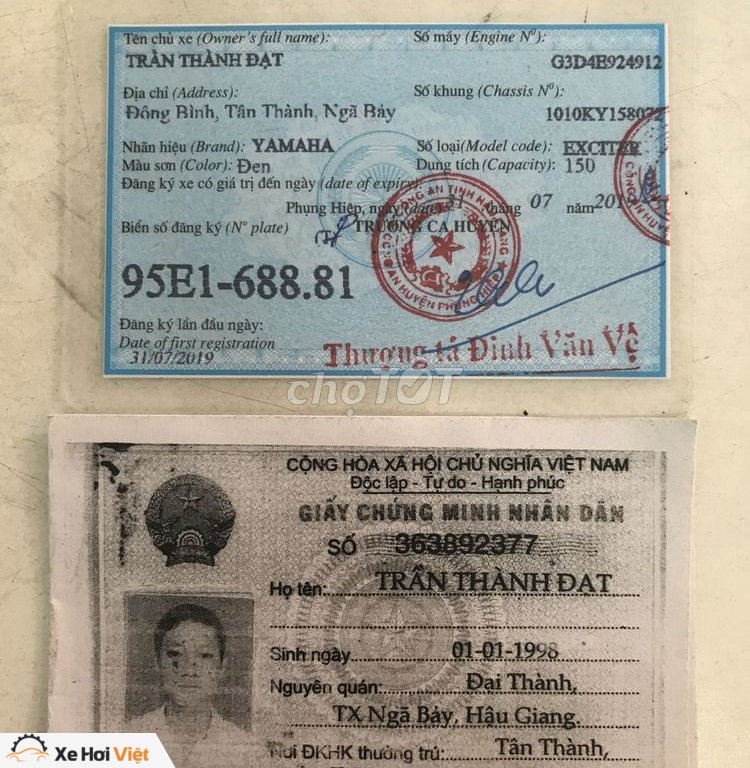 Tên chủ xe (Owner's full name): Số máy (Engine Nº):
TRẦN THÀNH ĐẠT G3D4E924912
Địa chỉ (Address): Số khung (Chassis Nº):
Đông Bình, Tân Thành, Ngã Bảy 1010KY158072
Nhãn hiệu (Brand): YAMAHA Số loại(Model code): EXCITER
Màu sơn (Color): Đen Dung tích (Capacity): 150
Đăng ký xe có giá trị đến ngày (date of expiry)
Phụng Hiệp, ngày (date) 31 tháng 07 năm 2019
Biển số đăng ký (Nº plate) TRƯỞNG CA HUYỆN
95E1-688.81
Đăng ký lần đầu ngày:
Date of first registration
31/07/2019
Thượng tá Đinh Văn Vệ
chợTỐT
CỘNG HÒA XÃ HỘI CHỦ NGHĨA VIỆT NAM
Độc lập - Tự do - Hạnh phúc
GIẤY CHỨNG MINH NHÂN DÂN
SỐ 363892377
Họ tên: TRẦN THÀNH ĐẠT
Sinh ngày 01-01-1998
Nguyên quán: Đại Thành,
TX Ngã Bảy, Hậu Giang.
Nơi ĐKHK thường trú: Tân Thành,
Xe Hơi Việt